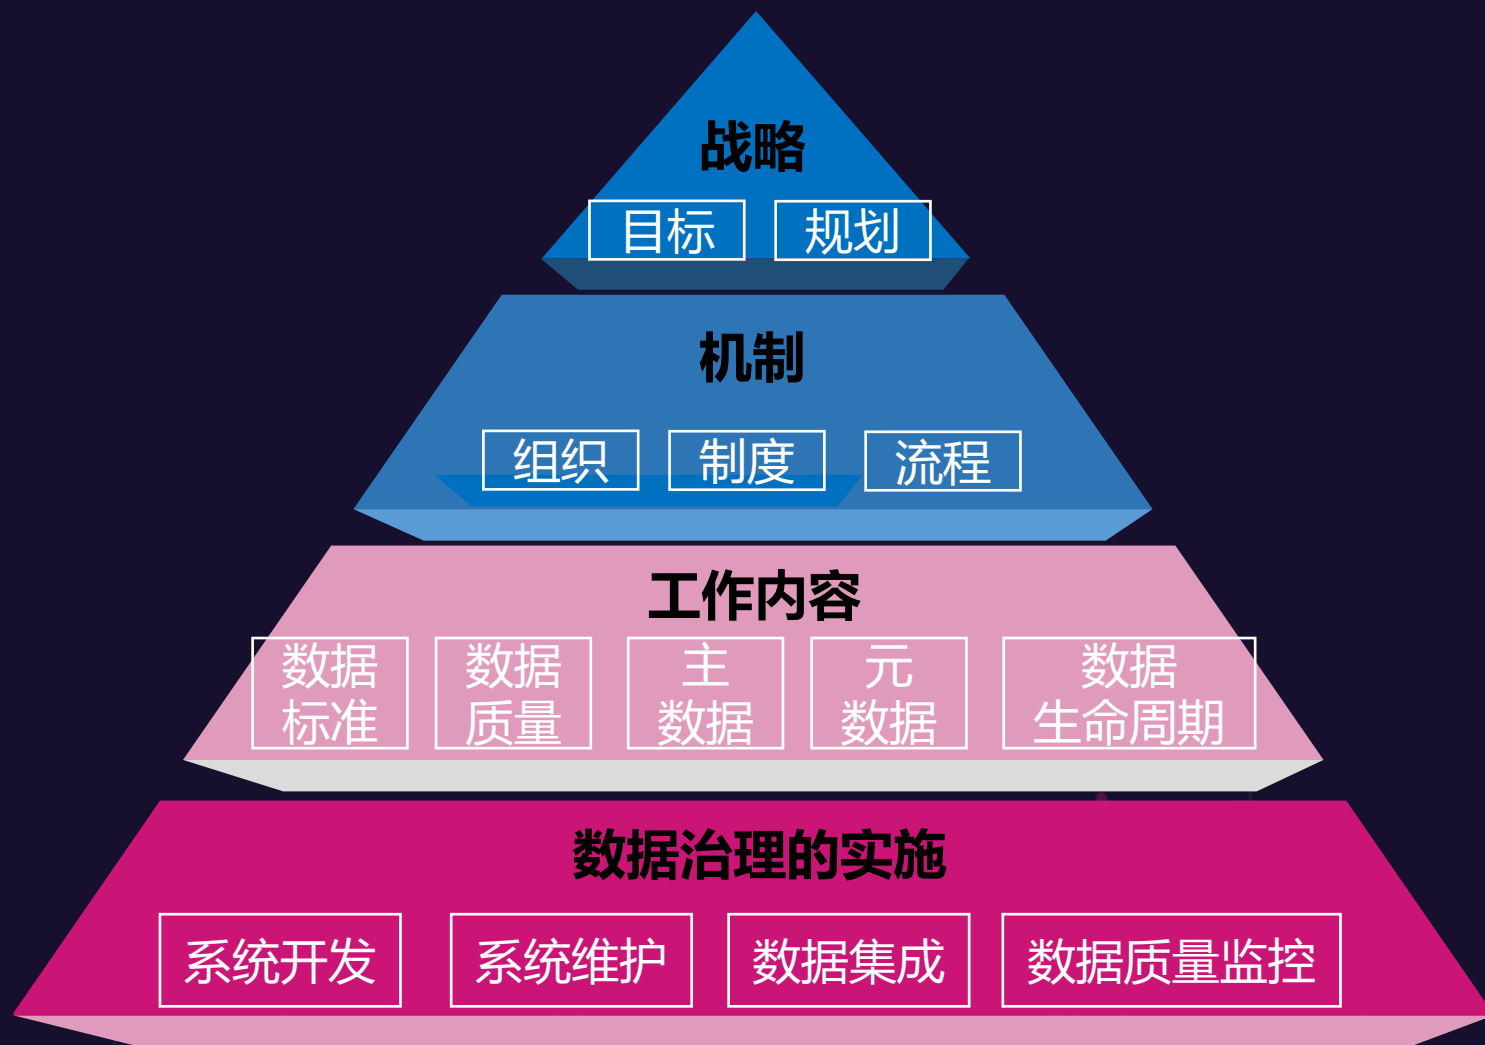 战略
目标 规划
机制
组织 制度 流程
工作内容
数据 数据 主 元 数据
标准 质量 数据 数据 生命周期
数据治理的实施
系统开发 系统维护 数据集成 数据质量监控